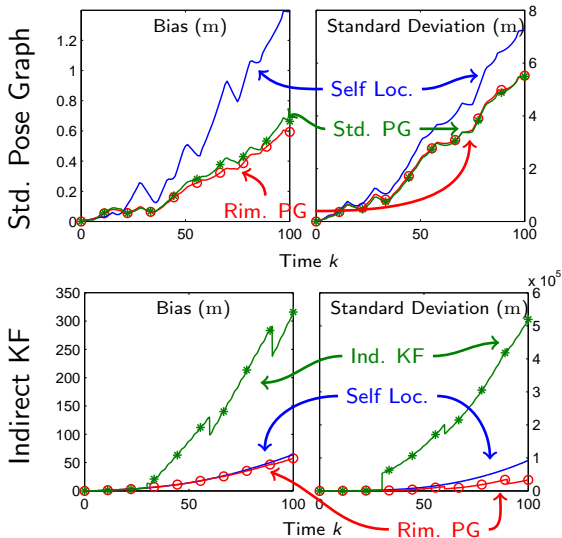 Std. Pose Graph
Bias (m)
Standard Deviation (m)
1.4
1.2
1
0.8
0.6
0.4
0.2
0
8
6
4
2
0
Self Loc.
Std. PG
Rim. PG
0 50 100
0 50 100
Time k
Indirect KF
Bias (m)
Standard Deviation (m)
350
300
250
200
150
100
50
0
x 10^5
6
5
4
3
2
1
0
Ind. KF
Self Loc.
Rim. PG
0 50 100
0 50 100
Time k